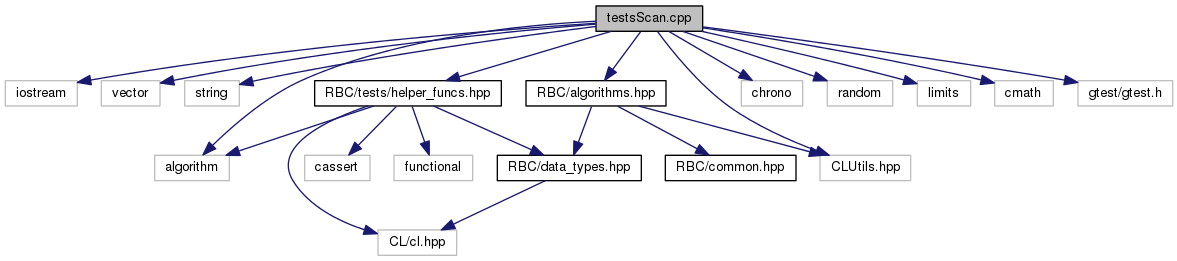 testsScan.cpp
iostream
vector
string
RBC/tests/helper_funcs.hpp
RBC/algorithms.hpp
chrono
random
limits
cmath
gtest/gtest.h
algorithm
cassert
functional
RBC/data_types.hpp
RBC/common.hpp
CLUtils.hpp
CL/cl.hpp